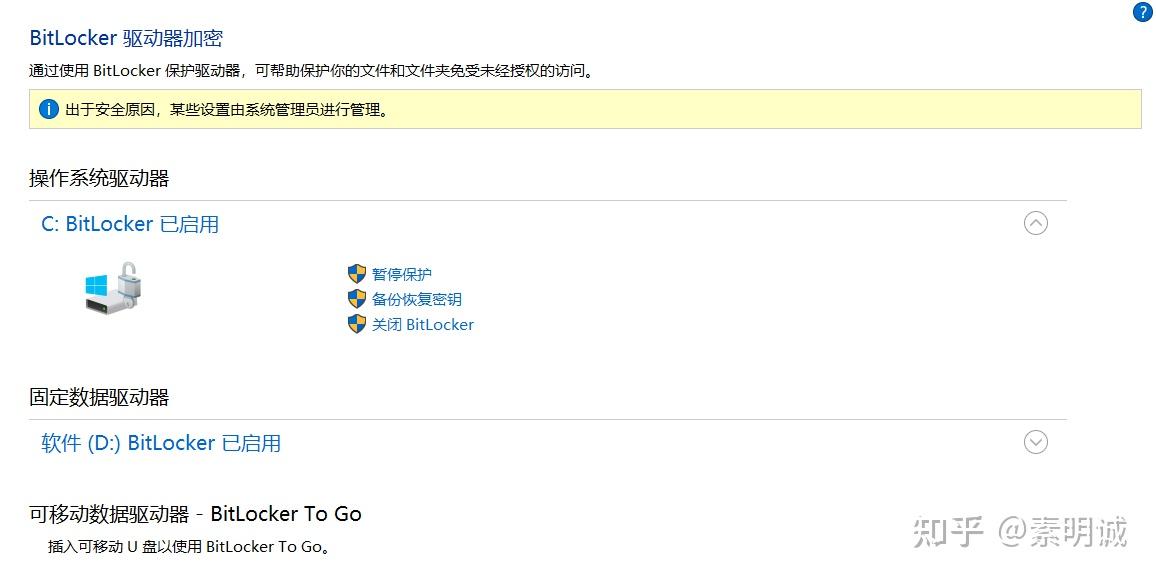 ?
BitLocker 驱动器加密
通过使用 BitLocker 保护驱动器，可帮助保护你的文件和文件夹免受未经授权的访问。
i 出于安全原因，某些设置由系统管理员进行管理。
操作系统驱动器
C: BitLocker 已启用
暂停保护
备份恢复密钥
关闭 BitLocker
固定数据驱动器
软件 (D:) BitLocker 已启用
可移动数据驱动器 - BitLocker To Go
插入可移动 U 盘以使用 BitLocker To Go。
知乎 @素明诚